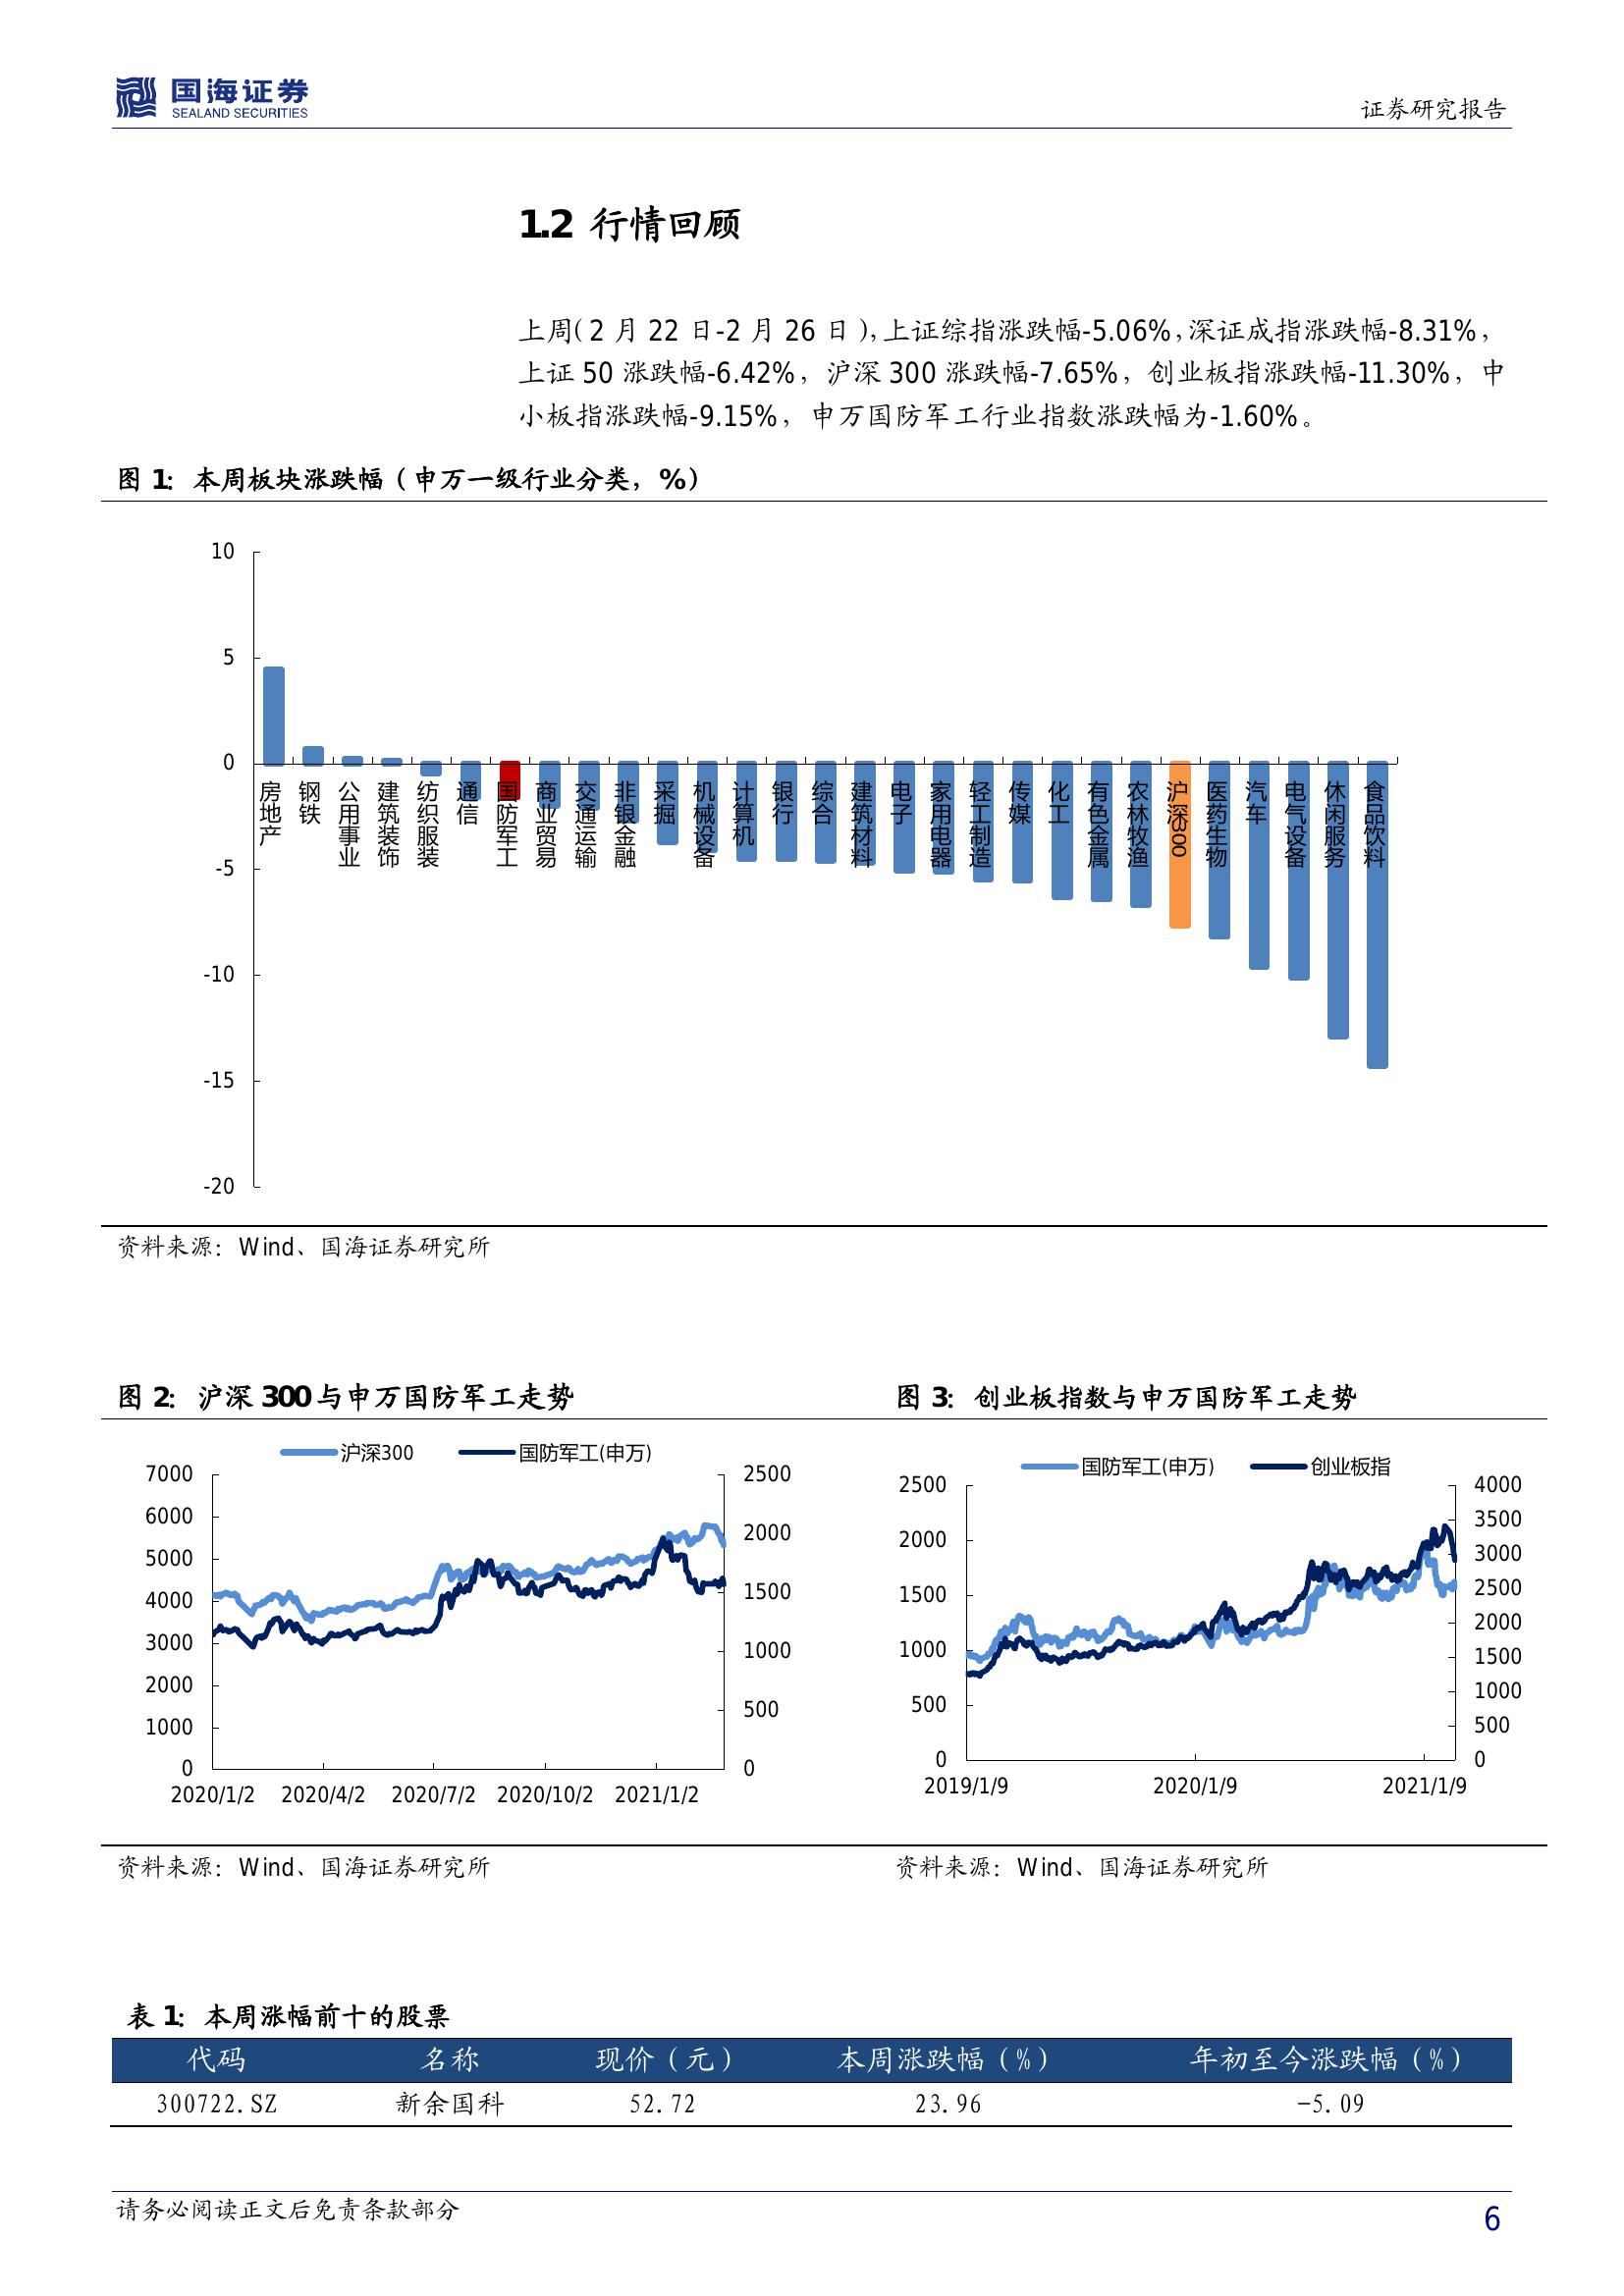 国海证券
SEALAND SECURITIES
证券研究报告
1.2 行情回顾
上周(2 月 22 日-2 月 26 日),上证综指涨跌幅-5.06%,深证成指涨跌幅-8.31%,
上证 50 涨跌幅-6.42%，沪深 300 涨跌幅-7.65%，创业板指涨跌幅-11.30%，中
小板指涨跌幅-9.15%，申万国防军工行业指数涨跌幅为-1.60%。
图 1：本周板块涨跌幅（申万一级行业分类，%）
10
5
0
-5
-10
-15
-20
房地产
钢铁
公用事业
建筑装饰
纺织服装
通信
国防军工
商业贸易
交通运输
非银金融
采掘
机械设备
计算机
银行
综合
建筑材料
电子
家用电器
轻工制造
传媒
化工
有色金属
农林牧渔
沪深300
医药生物
汽车
电气设备
休闲服务
食品饮料
资料来源：Wind、国海证券研究所
图 2：沪深 300 与申万国防军工走势
沪深300 国防军工(申万)
7000
6000
5000
4000
3000
2000
1000
0
2500
2000
1500
1000
500
0
2020/1/2 2020/4/2 2020/7/2 2020/10/2 2021/1/2
资料来源：Wind、国海证券研究所
图 3：创业板指数与申万国防军工走势
国防军工(申万) 创业板指
2500
2000
1500
1000
500
0
4000
3500
3000
2500
2000
1500
1000
500
0
2019/1/9 2020/1/9 2021/1/9
资料来源：Wind、国海证券研究所
表 1：本周涨幅前十的股票
代码 名称 现价（元） 本周涨跌幅（%） 年初至今涨跌幅（%）
300722.SZ 新余国科 52.72 23.96 -5.09
请务必阅读正文后免责条款部分
6